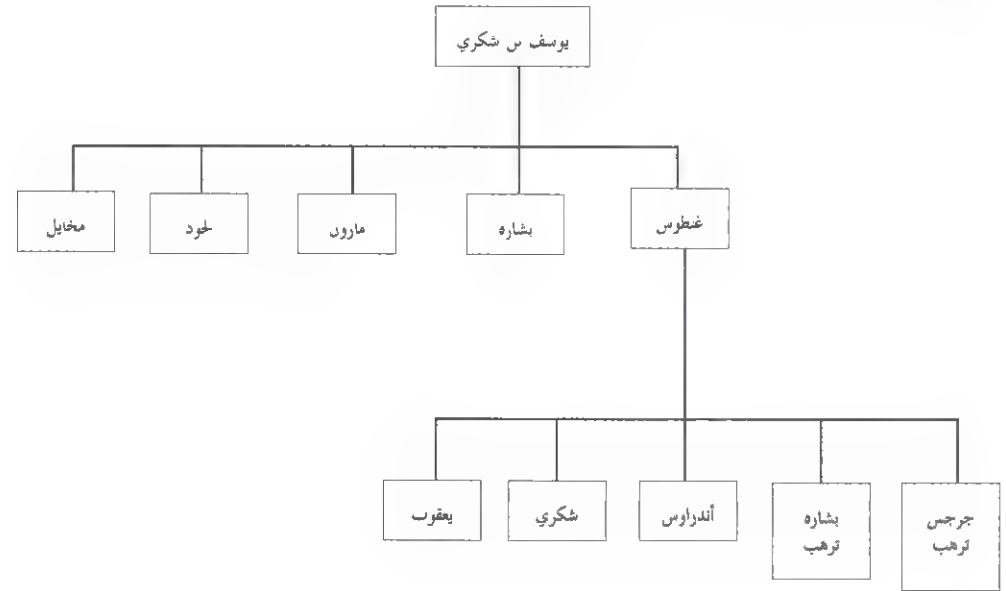 يوسف س شكري
غنطوس
بشاره
مارون
لحود
مخايل
جرجس
ترهب
بشاره
ترهب
أندراوس
شكري
يعقوب